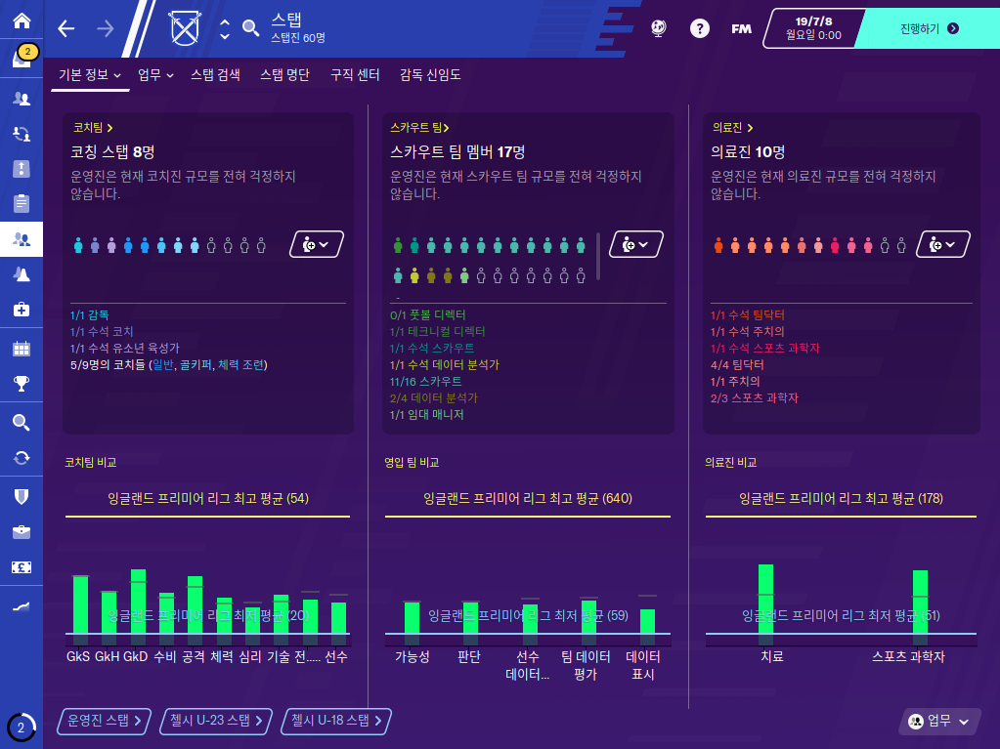 2
스탭
스탭진 60명
?
FM
19/7/8
월요일 0:00
진행하기
기본 정보
업무
스탭 검색
스탭 명단
구직 센터
감독 신임도
코치팀
코칭 스탭 8명
운영진은 현재 코치진 규모를 전혀 걱정하지
않습니다.
1/1 감독
1/1 수석 코치
1/1 수석 유소년 육성가
5/9명의 코치들 (일반, 골키퍼, 체력 조련)
스카우트 팀
스카우트 팀 멤버 17명
운영진은 현재 스카우트 팀 규모를 전혀 걱정하지
않습니다.
0/1 풋볼 디렉터
1/1 테크니컬 디렉터
1/1 수석 스카우트
1/1 수석 데이터 분석가
11/16 스카우트
2/4 데이터 분석가
1/1 임대 매니저
의료진
의료진 10명
운영진은 현재 의료진 규모를 전혀 걱정하지
않습니다.
1/1 수석 팀닥터
1/1 수석 주치의
1/1 수석 스포츠 과학자
4/4 팀닥터
1/1 주치의
2/3 스포츠 과학자
코치팀 비교
잉글랜드 프리미어 리그 최고 평균 (54)
잉글랜드 프리미어 리그 최저 평균 (20)
GkS GkH GkD 수비 공격 체력 심리 기술 전..... 선수
영입 팀 비교
잉글랜드 프리미어 리그 최고 평균 (640)
잉글랜드 프리미어 리그 최저 평균 (59)
가능성 판단 선수 팀 데이터 데이터
데이터... 평가 표시
의료진 비교
잉글랜드 프리미어 리그 최고 평균 (178)
잉글랜드 프리미어 리그 최저 평균 (51)
치료 스포츠 과학자
2
운영진 스탭
첼시 U-23 스탭
첼시 U-18 스탭
업무